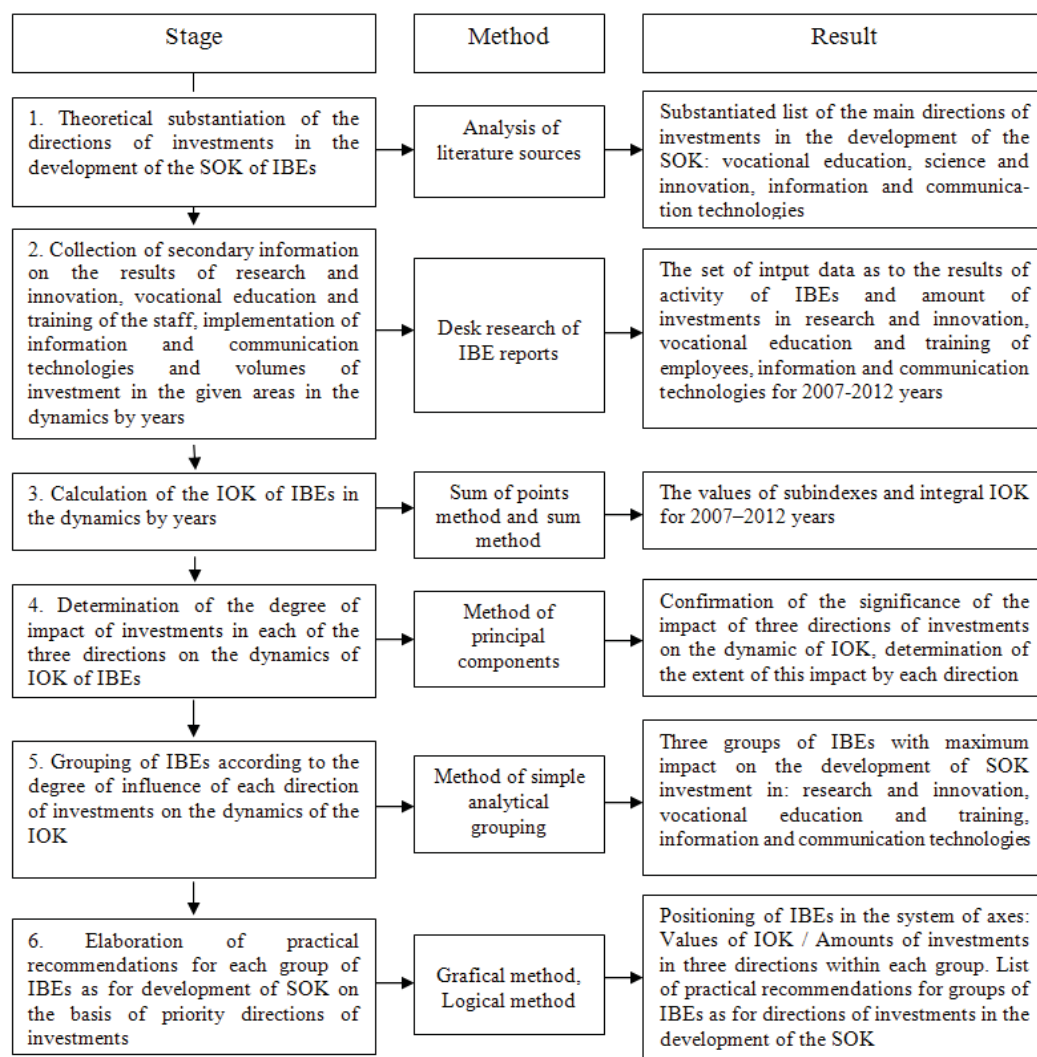 Stage
Method
Result
1. Theoretical substantiation of the
directions of investments in the
development of the SOK of IBEs
Analysis of
literature sources
Substantiated list of the main directions of
investments in the development of the
SOK: vocational education, science and
innovation, information and communica-
tion technologies
2. Collection of secondary information
on the results of research and
innovation, vocational education and
training of the staff, implementation of
information and communication
technologies and volumes of
investment in the given areas in the
dynamics by years
Desk research of
IBE reports
The set of intput data as to the results of
activity of IBEs and amount of
investments in research and innovation,
vocational education and training of
employees, information and communication
technologies for 2007-2012 years
3. Calculation of the IOK of IBEs in
the dynamics by years
Sum of points
method and sum
method
The values of subindexes and integral IOK
for 2007–2012 years
4. Determination of the degree of
impact of investments in each of the
three directions on the dynamics of
IOK of IBEs
Method of
principal
components
Confirmation of the significance of the
impact of three directions of investments
on the dynamic of IOK, determination of
the extent of this impact by each direction
5. Grouping of IBEs according to the
degree of influence of each direction
of investments on the dynamics of the
IOK
Method of simple
analytical
grouping
Three groups of IBEs with maximum
impact on the development of SOK
investment in: research and innovation,
vocational education and training,
information and communication technologies
6. Elaboration of practical
recommendations for each group of
IBEs as for development of SOK on
the basis of priority directions of
investments
Grafical method,
Logical method
Positioning of IBEs in the system of axes:
Values of IOK / Amounts of investments
in three directions within each group. List
of practical recommendations for groups of
IBEs as for directions of investments in the
development of the SOK